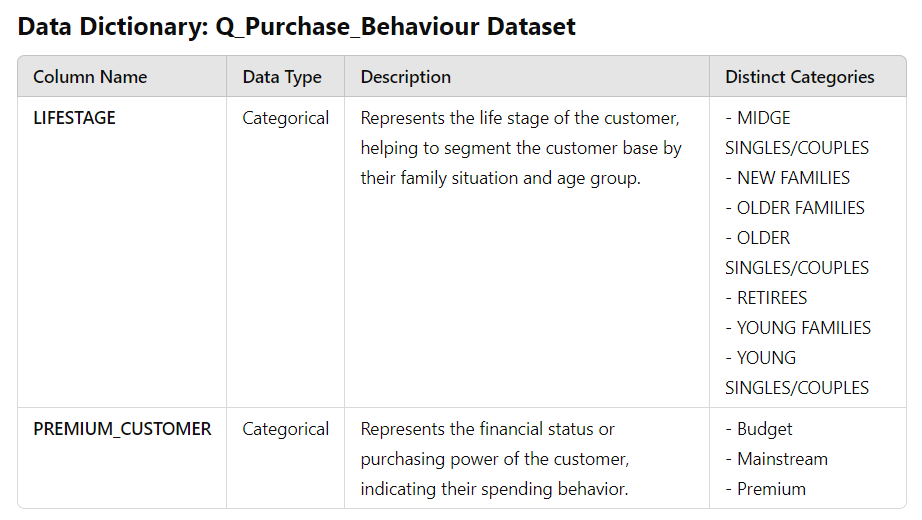 Data Dictionary: Q_Purchase_Behaviour Dataset
Column Name Data Type Description Distinct Categories
LIFESTAGE Categorical Represents the life stage of the customer, - MIDGE
helping to segment the customer base by SINGLES/COUPLES
their family situation and age group. - NEW FAMILIES
- OLDER FAMILIES
- OLDER
SINGLES/COUPLES
- RETIREES
- YOUNG FAMILIES
- YOUNG
SINGLES/COUPLES
PREMIUM_CUSTOMER Categorical Represents the financial status or - Budget
purchasing power of the customer, - Mainstream
indicating their spending behavior. - Premium